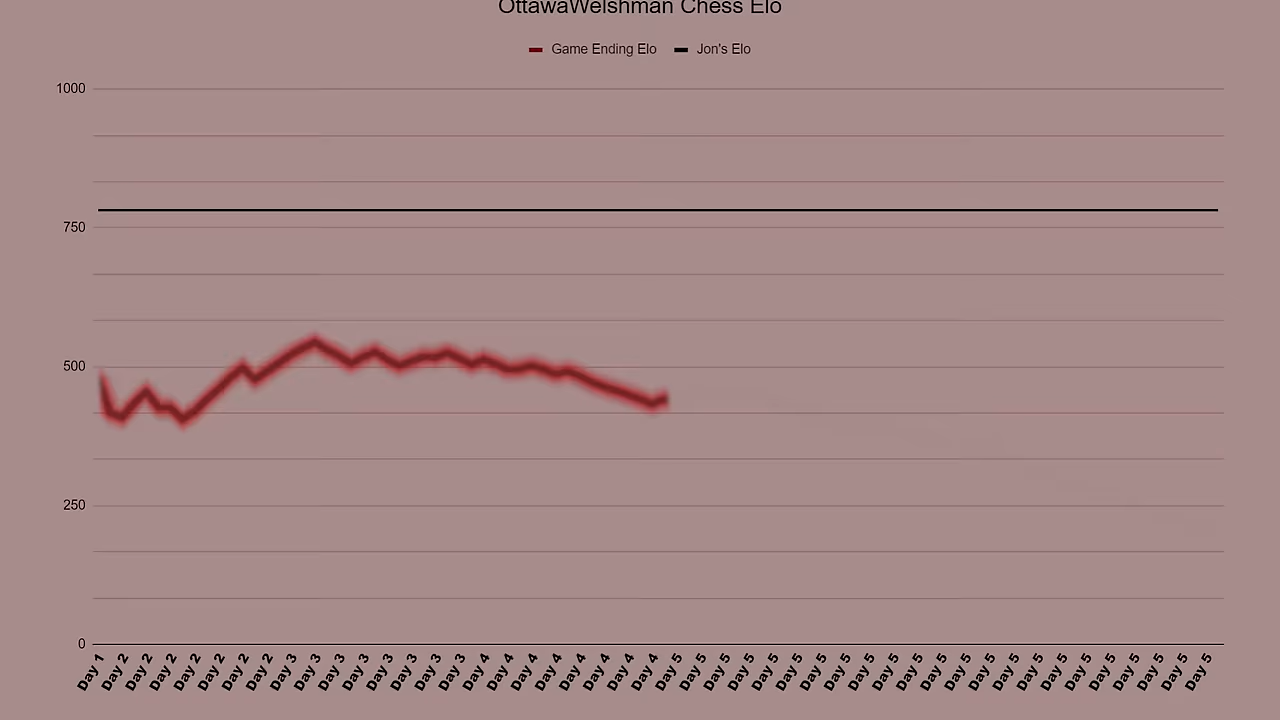 OttawaWelshman Chess Elo
Game Ending Elo Jon's Elo
1000
750
500
250
0
Day 1 Day 2 Day 2 Day 2 Day 2 Day 2 Day 2 Day 2 Day 3 Day 3 Day 3 Day 3 Day 3 Day 3 Day 3 Day 3 Day 4 Day 4 Day 4 Day 4 Day 4 Day 4 Day 4 Day 4 Day 5 Day 5 Day 5 Day 5 Day 5 Day 5 Day 5 Day 5 Day 5 Day 5 Day 5 Day 5 Day 5 Day 5 Day 5 Day 5 Day 5 Day 5 Day 5 Day 5 Day 5 Day 5 Day 5